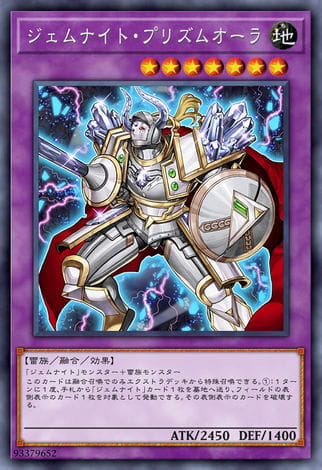 ジェムナイト・プリズムオーラ
地
【雷族／融合／効果】
「ジェムナイト」モンスター＋雷族モンスター
このカードは融合召喚でのみエクストラデッキから特殊召喚できる。①：1ターン
に1度、手札から「ジェムナイト」カード1枚を墓地へ送り、フィールドの表
側表示のカード1枚を対象として発動できる。その表側表示のカードを破壊す
る。
ATK/2450 DEF/1400
93379652